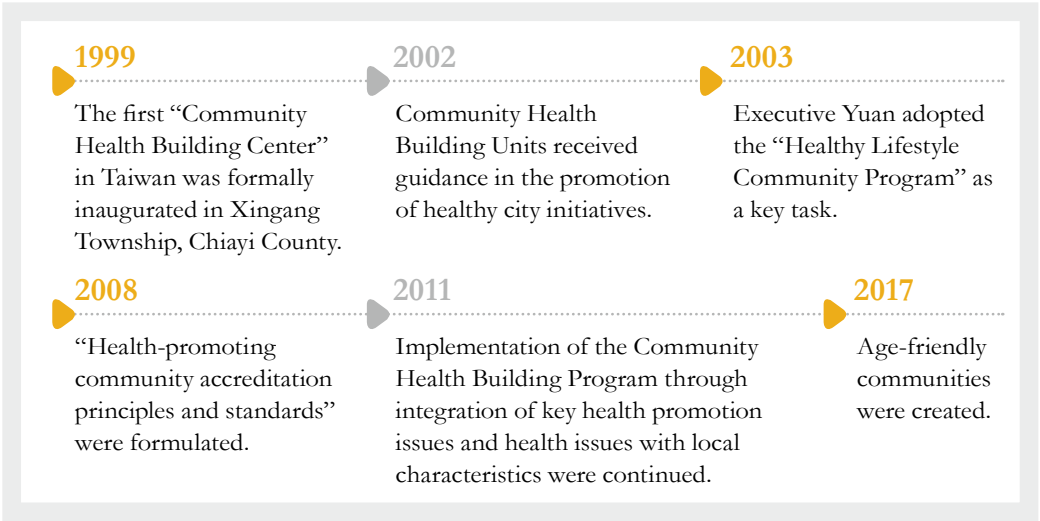 1999
The first “Community
Health Building Center”
in Taiwan was formally
inaugurated in Xingang
Township, Chiayi County.
2002
Community Health
Building Units received
guidance in the promotion
of healthy city initiatives.
2003
Executive Yuan adopted
the “Healthy Lifestyle
Community Program” as
a key task.
2008
“Health-promoting
community accreditation
principles and standards”
were formulated.
2011
Implementation of the Community
Health Building Program through
integration of key health promotion
issues and health issues with local
characteristics were continued.
2017
Age-friendly
communities
were created.